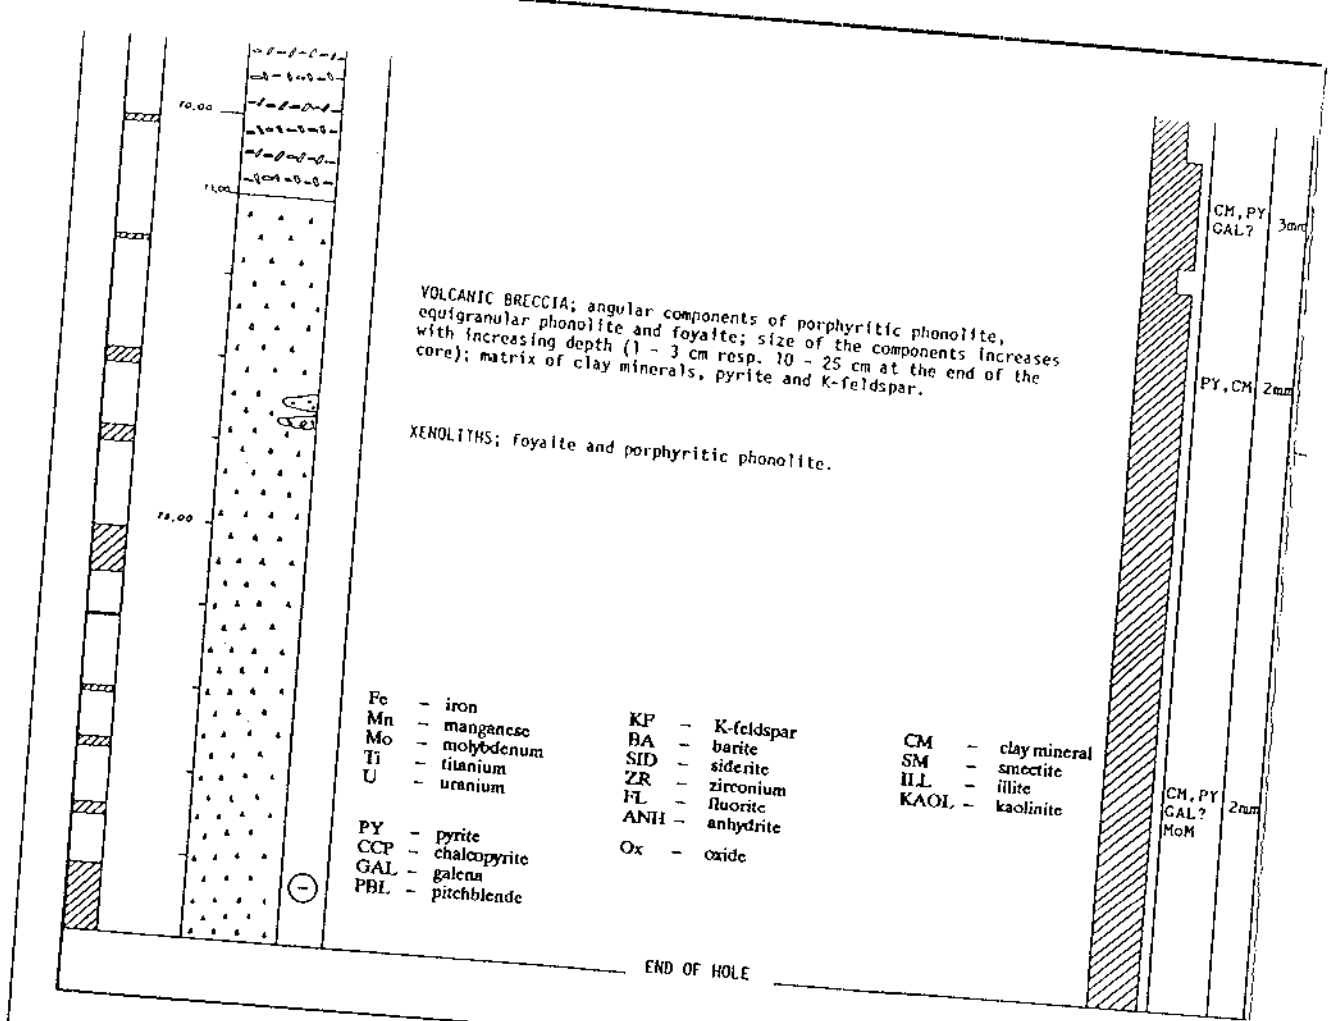 70,00
CM,PY
GAL?
3mm
VOLCANIC BRECCIA; angular components of porphyritic phonolite,
equigranular phonolite and foyaite; size of the components increases
with increasing depth (1 - 3 cm resp. 10 - 25 cm at the end of the
core); matrix of clay minerals, pyrite and K-feldspar.
PY,CM
2mm
XENOLITHS; foyaite and porphyritic phonolite.
Fe - iron
Mn - manganese
Mo - molybdenum
Ti - titanium
U - uranium
PY - pyrite
CCP - chalcopyrite
GAL - galena
PBL - pitchblende
KF - K-feldspar
BA - barite
SID - siderite
ZR - zirconium
FL - fluorite
ANH - anhydrite
Ox - oxide
CM - clay mineral
SM - smectite
ILL - illite
KAOL - kaolinite
CM,PY
GAL?
MoM
2mm
END OF HOLE